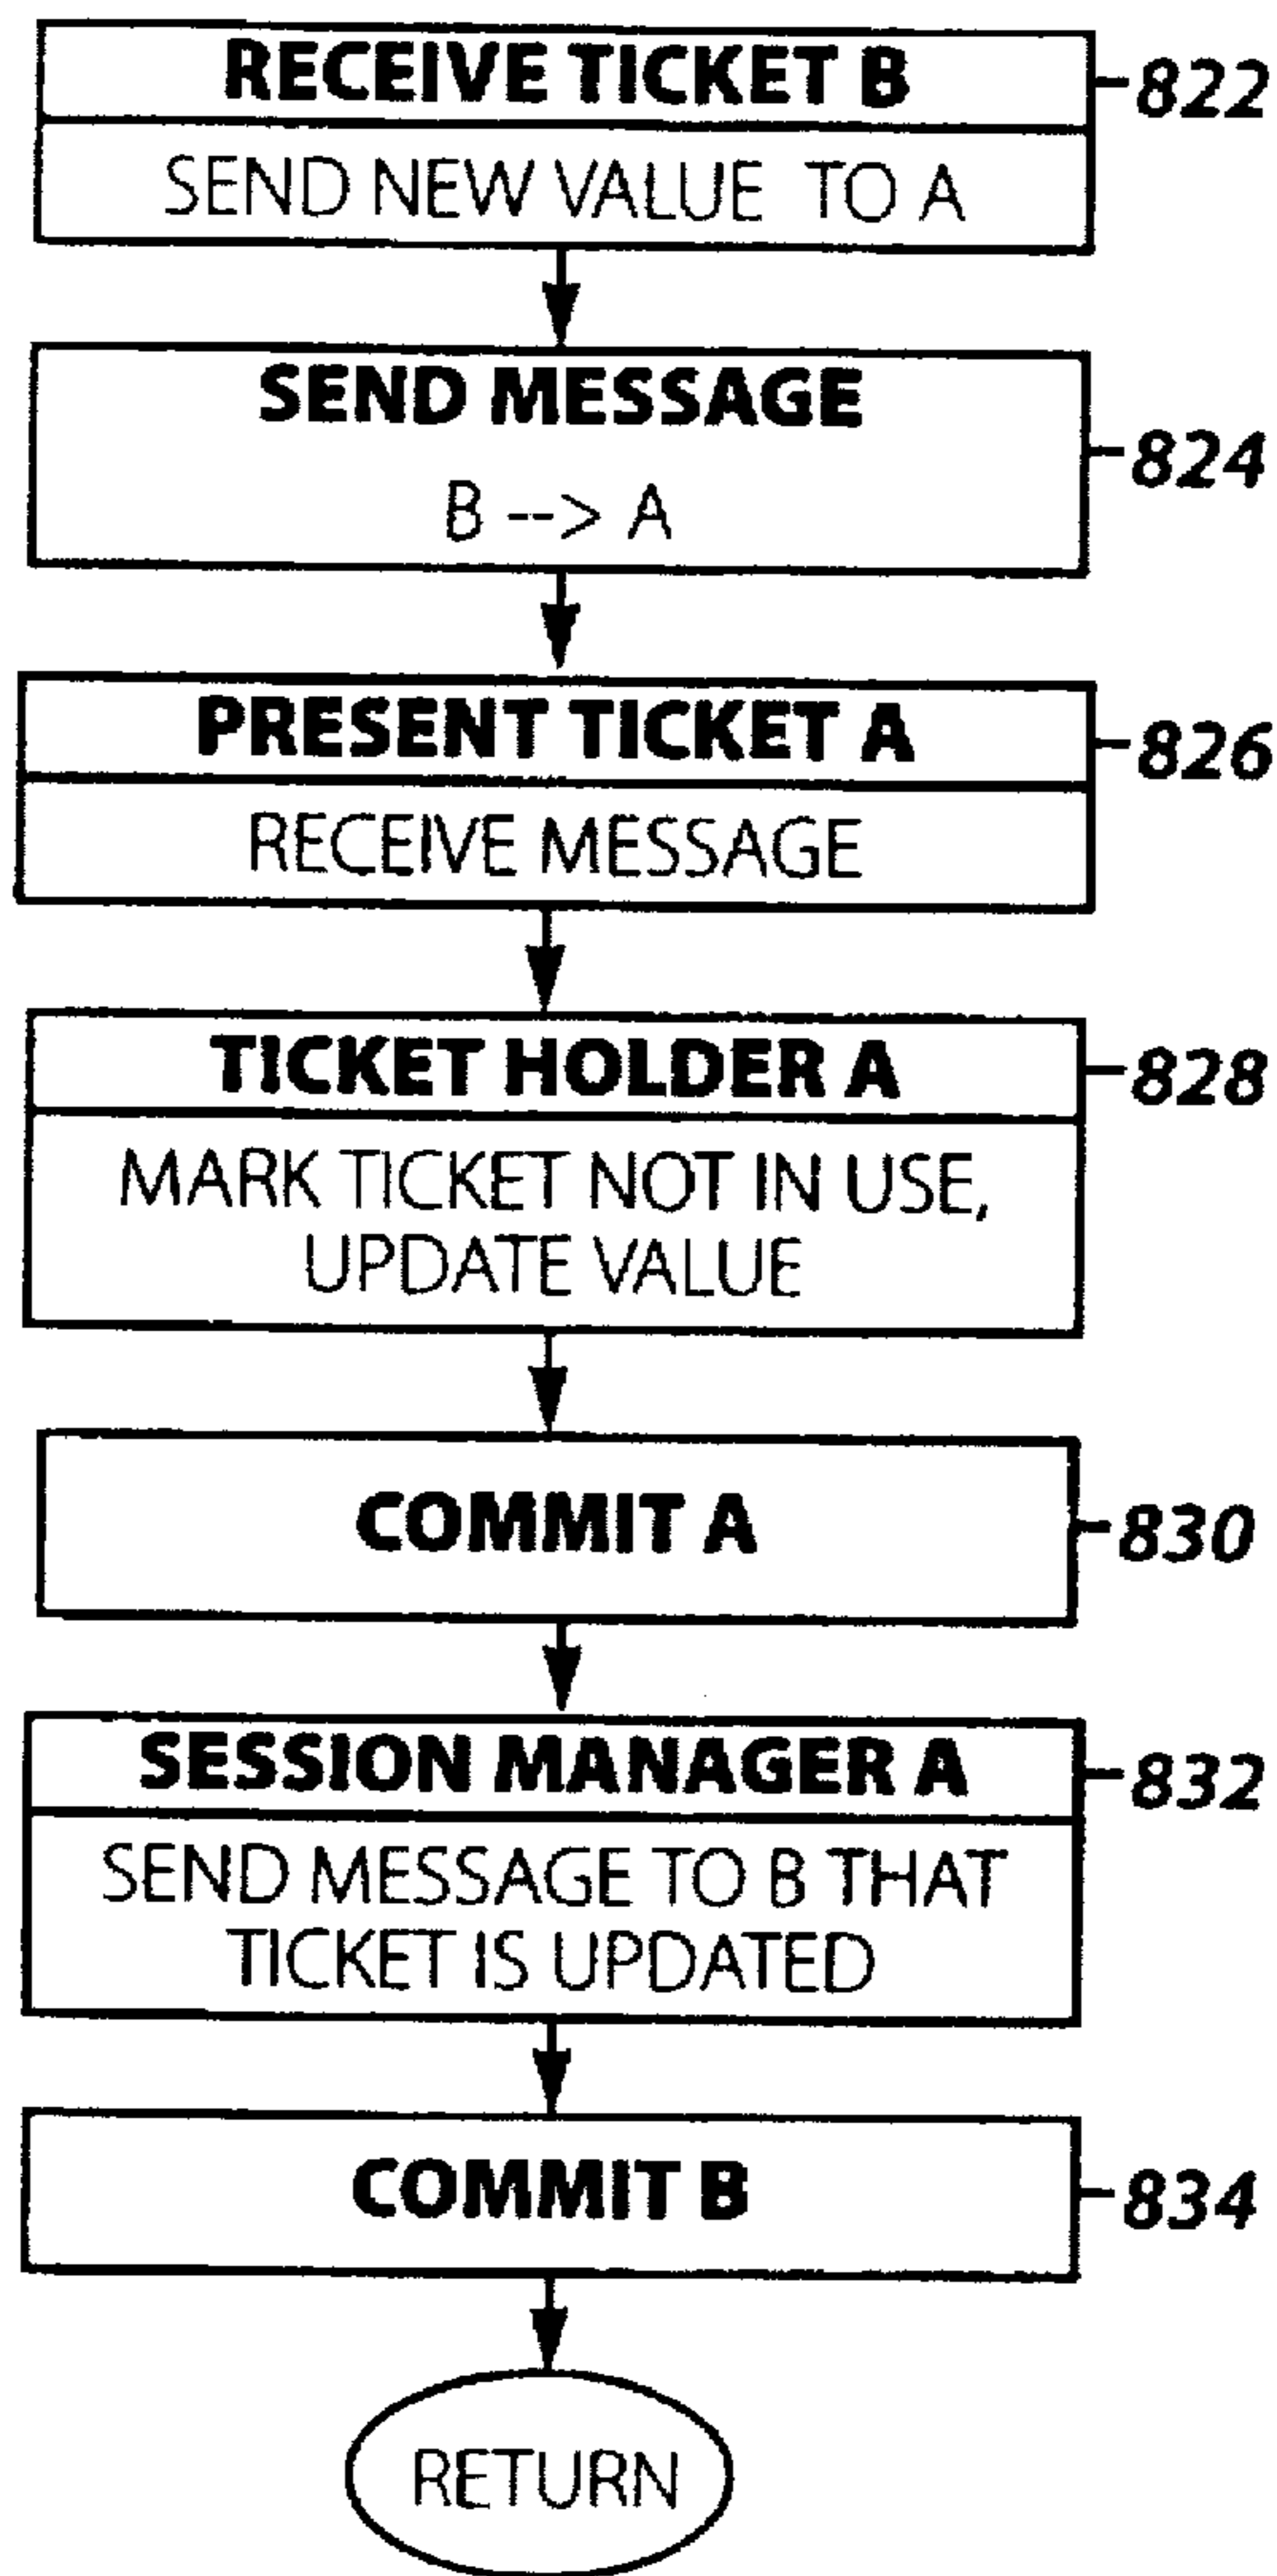 RECEIVE TICKET B
822
SEND NEW VALUE TO A
SEND MESSAGE
824
B --> A
PRESENT TICKET A
826
RECEIVE MESSAGE
TICKET HOLDER A
828
MARK TICKET NOT IN USE,
UPDATE VALUE
COMMIT A
830
SESSION MANAGER A
832
SEND MESSAGE TO B THAT
TICKET IS UPDATED
COMMIT B
834
RETURN